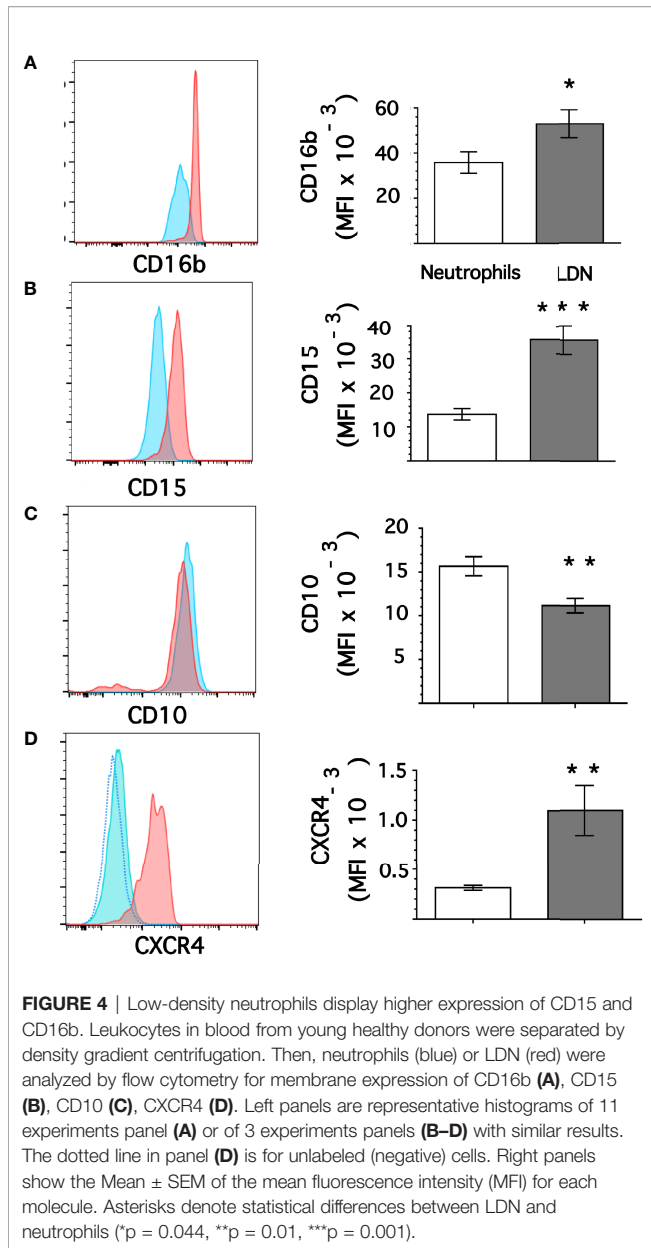 A
CD16b
CD16b
(MFI x 10⁻³)
60
40
20
*
Neutrophils LDN
B
CD15
CD15
(MFI x 10⁻³)
40
30
20
10
* * *
C
CD10
CD10
(MFI x 10⁻³)
20
15
10
5
* *
D
CXCR4
CXCR4
(MFI x 10⁻³)
1.5
1.0
0.5
* *
FIGURE 4 | Low-density neutrophils display higher expression of CD15 and
CD16b. Leukocytes in blood from young healthy donors were separated by
density gradient centrifugation. Then, neutrophils (blue) or LDN (red) were
analyzed by flow cytometry for membrane expression of CD16b (A), CD15
(B), CD10 (C), CXCR4 (D). Left panels are representative histograms of 11
experiments panel (A) or of 3 experiments panels (B–D) with similar results.
The dotted line in panel (D) is for unlabeled (negative) cells. Right panels
show the Mean ± SEM of the mean fluorescence intensity (MFI) for each
molecule. Asterisks denote statistical differences between LDN and
neutrophils (*p = 0.044, **p = 0.01, ***p = 0.001).